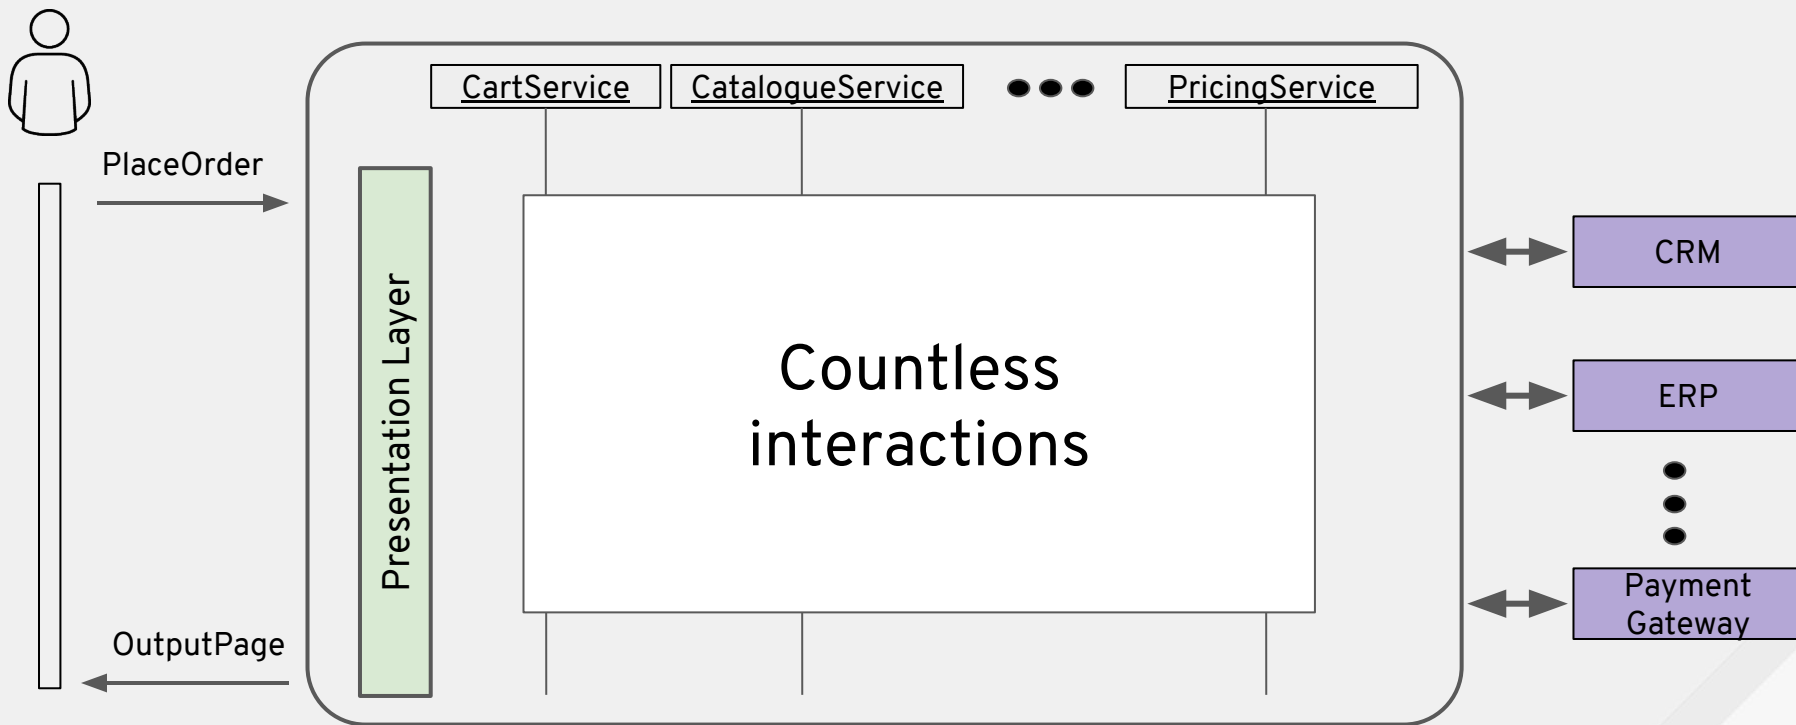 CartService
CatalogueService
PricingService
PlaceOrder
Presentation Layer
Countless
interactions
CRM
ERP
Payment
Gateway
OutputPage